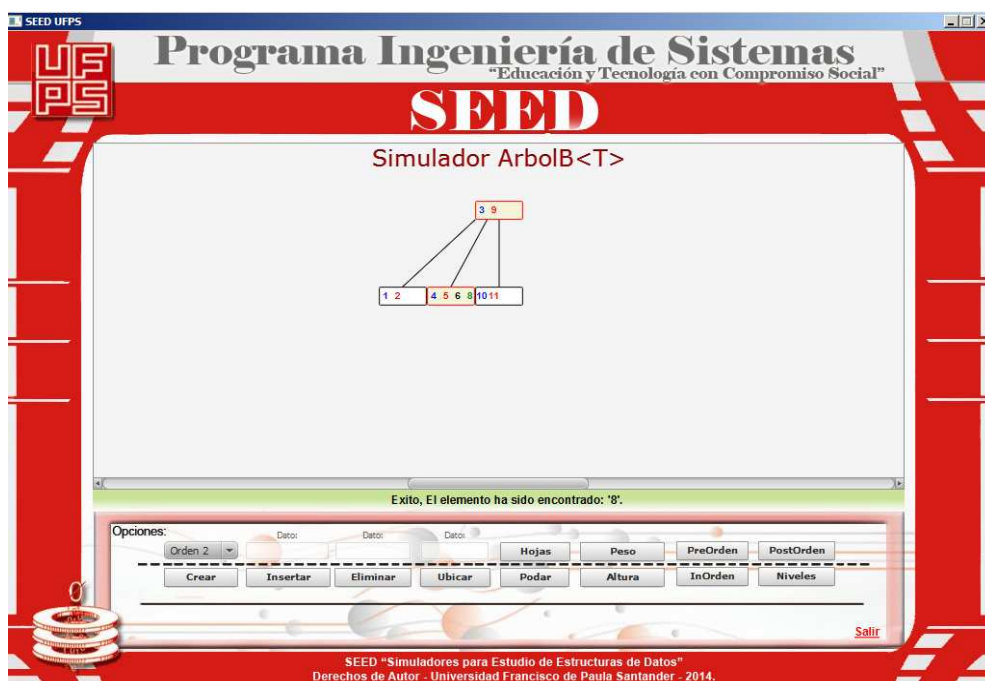 SEED UFPS
UFPS
Programa Ingeniería de Sistemas
“Educación y Tecnología con Compromiso Social”
SEED
Simulador ArbolB<T>
3 9
1 2 4 5 6 8 10 11
Exito, El elemento ha sido encontrado: '8'.
Opciones:
Dato: Dato: Dato:
Orden 2 Hojas Peso PreOrden PostOrden
Crear Insertar Eliminar Ubicar Podar Altura InOrden Niveles
Salir
SEED “Simuladores para Estudio de Estructuras de Datos”
Derechos de Autor - Universidad Francisco de Paula Santander - 2014.